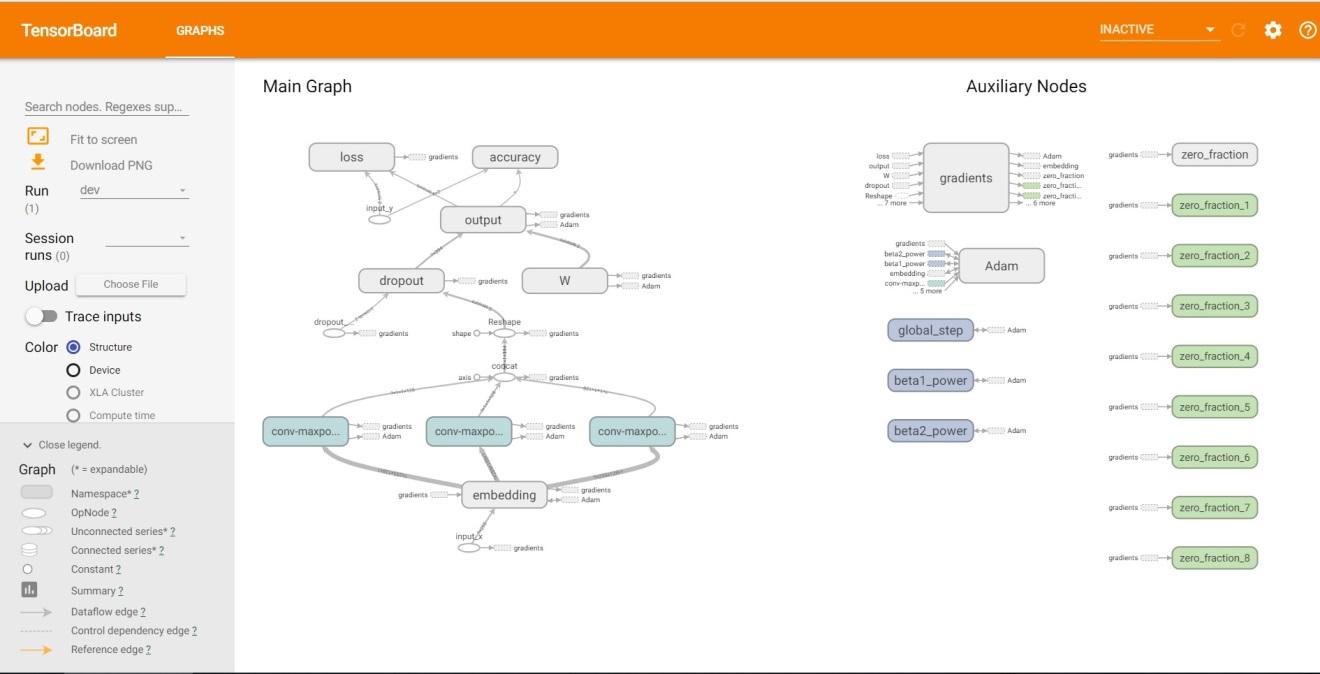 TensorBoard
GRAPHS
INACTIVE
Search nodes. Regexes sup...
Fit to screen
Download PNG
Run
(1)
dev
Session
runs (0)
Upload
Choose File
Trace inputs
Color
Structure
Device
XLA Cluster
Compute time
Close legend.
Graph
(* = expandable)
Namespace* ?
OpNode ?
Unconnected series* ?
Connected series* ?
Constant ?
Summary ?
Dataflow edge ?
Control dependency edge ?
Reference edge ?
Main Graph
loss
gradients
accuracy
input_y
output
gradients
Adam
dropout
gradients
W
gradients
Adam
dropout_...
gradients
Reshape
shape
gradients
concat
axis
gradients
conv-maxpo...
gradients
Adam
conv-maxpo...
gradients
Adam
conv-maxpo...
gradients
Adam
gradients
embedding
gradients
Adam
input_x
gradients
Auxiliary Nodes
loss
output
W
dropout
Reshape
... 7 more
gradients
Adam
embedding
zero_fraction
zero_fracti...
zero_fracti...
... 6 more
gradients
beta2_power
beta1_power
embedding
conv-maxp...
... 5 more
Adam
global_step
Adam
beta1_power
Adam
beta2_power
Adam
gradients
zero_fraction
gradients
zero_fraction_1
gradients
zero_fraction_2
gradients
zero_fraction_3
gradients
zero_fraction_4
gradients
zero_fraction_5
gradients
zero_fraction_6
gradients
zero_fraction_7
gradients
zero_fraction_8